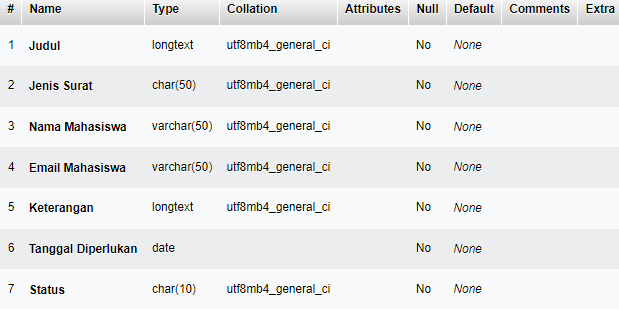 # Name Type Collation Attributes Null Default Comments Extra
1 Judul longtext utf8mb4_general_ci No None
2 Jenis Surat char(50) utf8mb4_general_ci No None
3 Nama Mahasiswa varchar(50) utf8mb4_general_ci No None
4 Email Mahasiswa varchar(50) utf8mb4_general_ci No None
5 Keterangan longtext utf8mb4_general_ci No None
6 Tanggal Diperlukan date No None
7 Status char(10) utf8mb4_general_ci No None